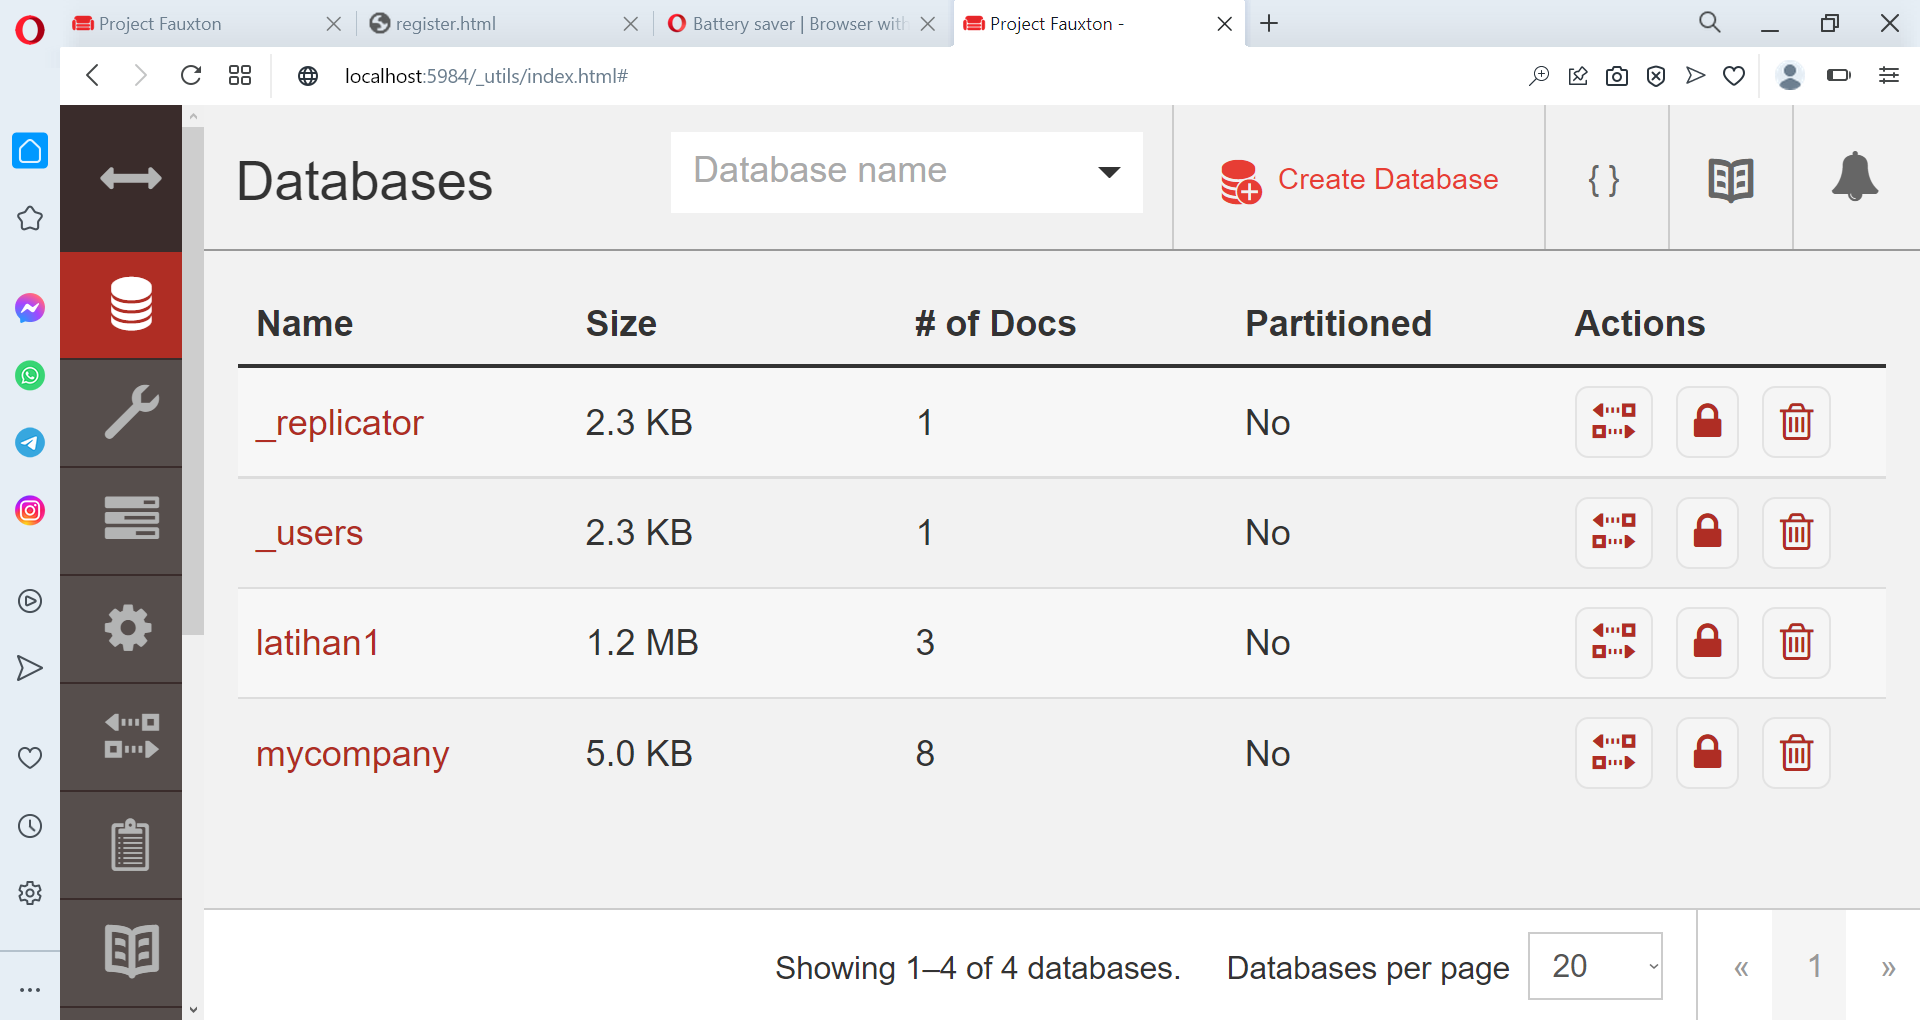 Project Fauxton
register.html
Battery saver | Browser with
Project Fauxton -
localhost:5984/_utils/index.html#
Databases
Database name
Create Database
{ }
Name Size # of Docs Partitioned Actions
_replicator 2.3 KB 1 No
_users 2.3 KB 1 No
latihan1 1.2 MB 3 No
mycompany 5.0 KB 8 No
Showing 1–4 of 4 databases. Databases per page 20 « 1 »